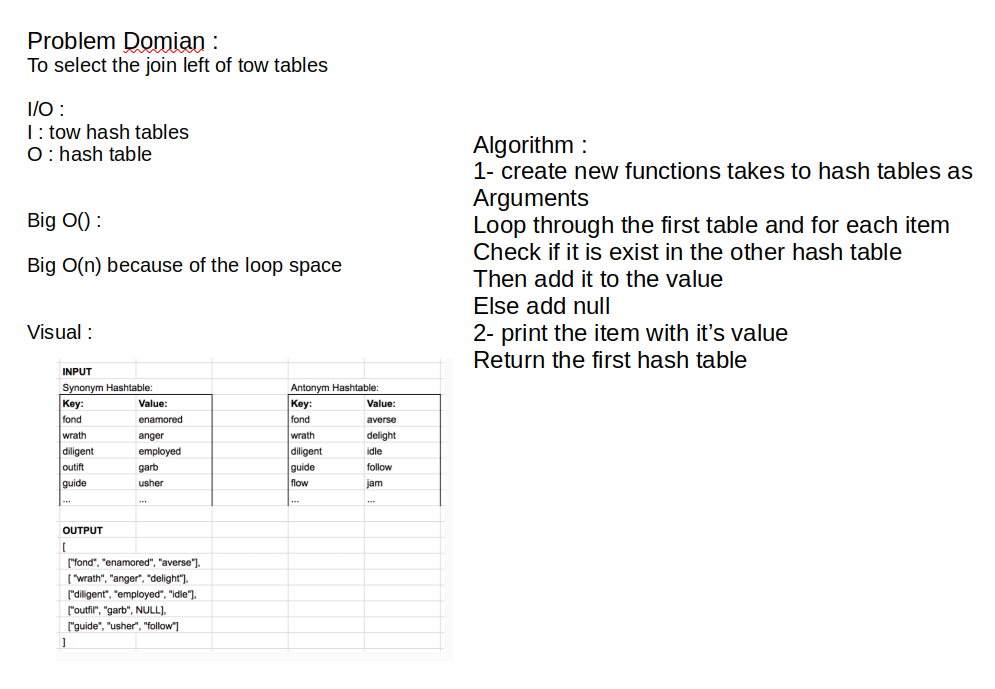 Problem Domian :
To select the join left of tow tables
I/O :
I : tow hash tables
O : hash table
Big O() :
Big O(n) because of the loop space
Visual :
INPUT
Synonym Hashtable: Antonym Hashtable:
Key: Value: Key: Value:
fond enamored fond averse
wrath anger wrath delight
diligent employed diligent idle
outift garb guide follow
guide usher flow jam
... ... ... ...
OUTPUT
[
["fond", "enamored", "averse"],
[ "wrath", "anger", "delight"],
["diligent", "employed", "idle"],
["outfil", "garb", NULL],
["guide", "usher", "follow"]
]
Algorithm :
1- create new functions takes to hash tables as
Arguments
Loop through the first table and for each item
Check if it is exist in the other hash table
Then add it to the value
Else add null
2- print the item with it’s value
Return the first hash table